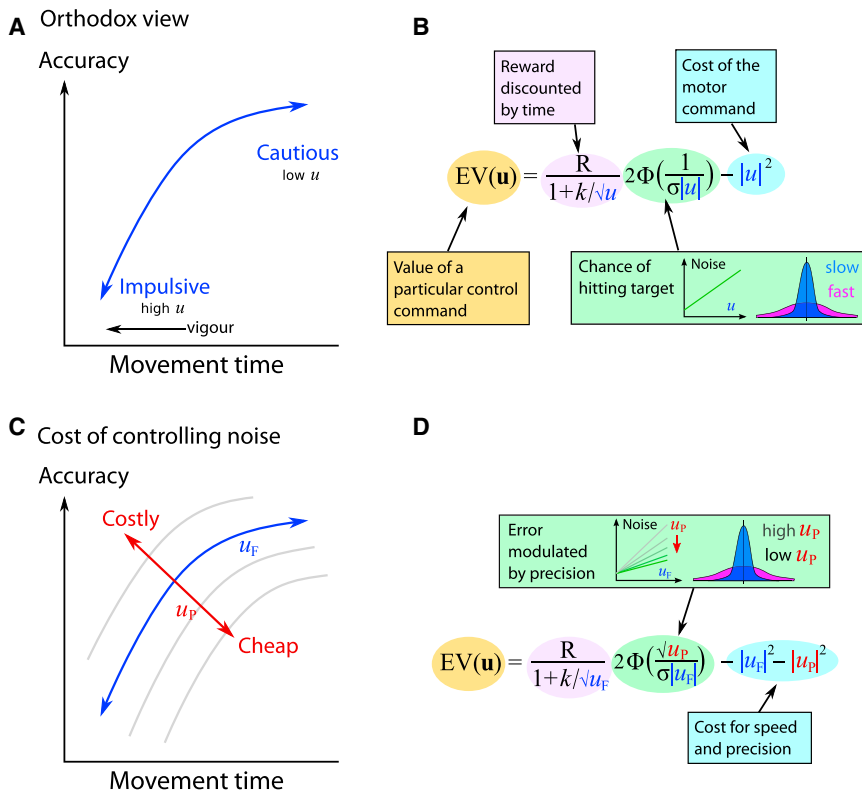 A
Orthodox view
Accuracy
Cautious
low u
Impulsive
high u
vigour
Movement time
B
Reward
discounted
by time
Cost of the
motor
command
EV(u) = R / (1+k/√u) 2Φ(1/(σ|u|)) − |u|²
Value of a
particular control
command
Chance of
hitting target
Noise
u
slow
fast
C
Cost of controlling noise
Accuracy
Costly
u_F
u_P
Cheap
Movement time
D
Error
modulated
by precision
Noise
u_P
u_F
high u_P
low u_P
EV(u) = R / (1+k/√u_F) 2Φ(√u_P/(σ|u_F|)) − |u_F|² − |u_P|²
Cost for speed
and precision